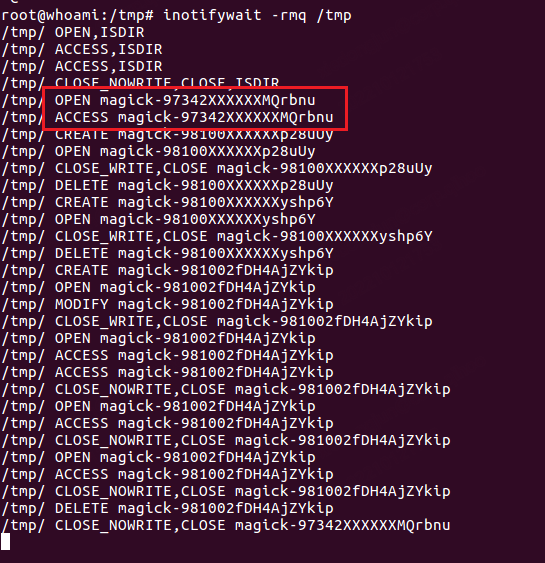 root@whoami:/tmp# inotifywait -rmq /tmp
/tmp/ OPEN,ISDIR
/tmp/ ACCESS,ISDIR
/tmp/ ACCESS,ISDIR
/tmp/ CLOSE_NOWRITE,CLOSE,ISDIR
/tmp/ OPEN magick-97342XXXXXXMQrbnu
/tmp/ ACCESS magick-97342XXXXXXMQrbnu
/tmp/ CREATE magick-98100XXXXXXp28uUy
/tmp/ OPEN magick-98100XXXXXXp28uUy
/tmp/ CLOSE_WRITE,CLOSE magick-98100XXXXXXp28uUy
/tmp/ DELETE magick-98100XXXXXXp28uUy
/tmp/ CREATE magick-98100XXXXXXyshp6Y
/tmp/ OPEN magick-98100XXXXXXyshp6Y
/tmp/ CLOSE_WRITE,CLOSE magick-98100XXXXXXyshp6Y
/tmp/ DELETE magick-98100XXXXXXyshp6Y
/tmp/ CREATE magick-981002fDH4AjZYkip
/tmp/ OPEN magick-981002fDH4AjZYkip
/tmp/ MODIFY magick-981002fDH4AjZYkip
/tmp/ CLOSE_WRITE,CLOSE magick-981002fDH4AjZYkip
/tmp/ OPEN magick-981002fDH4AjZYkip
/tmp/ ACCESS magick-981002fDH4AjZYkip
/tmp/ ACCESS magick-981002fDH4AjZYkip
/tmp/ CLOSE_NOWRITE,CLOSE magick-981002fDH4AjZYkip
/tmp/ OPEN magick-981002fDH4AjZYkip
/tmp/ ACCESS magick-981002fDH4AjZYkip
/tmp/ CLOSE_NOWRITE,CLOSE magick-981002fDH4AjZYkip
/tmp/ OPEN magick-981002fDH4AjZYkip
/tmp/ ACCESS magick-981002fDH4AjZYkip
/tmp/ CLOSE_NOWRITE,CLOSE magick-981002fDH4AjZYkip
/tmp/ DELETE magick-981002fDH4AjZYkip
/tmp/ CLOSE_NOWRITE,CLOSE magick-97342XXXXXXMQrbnu